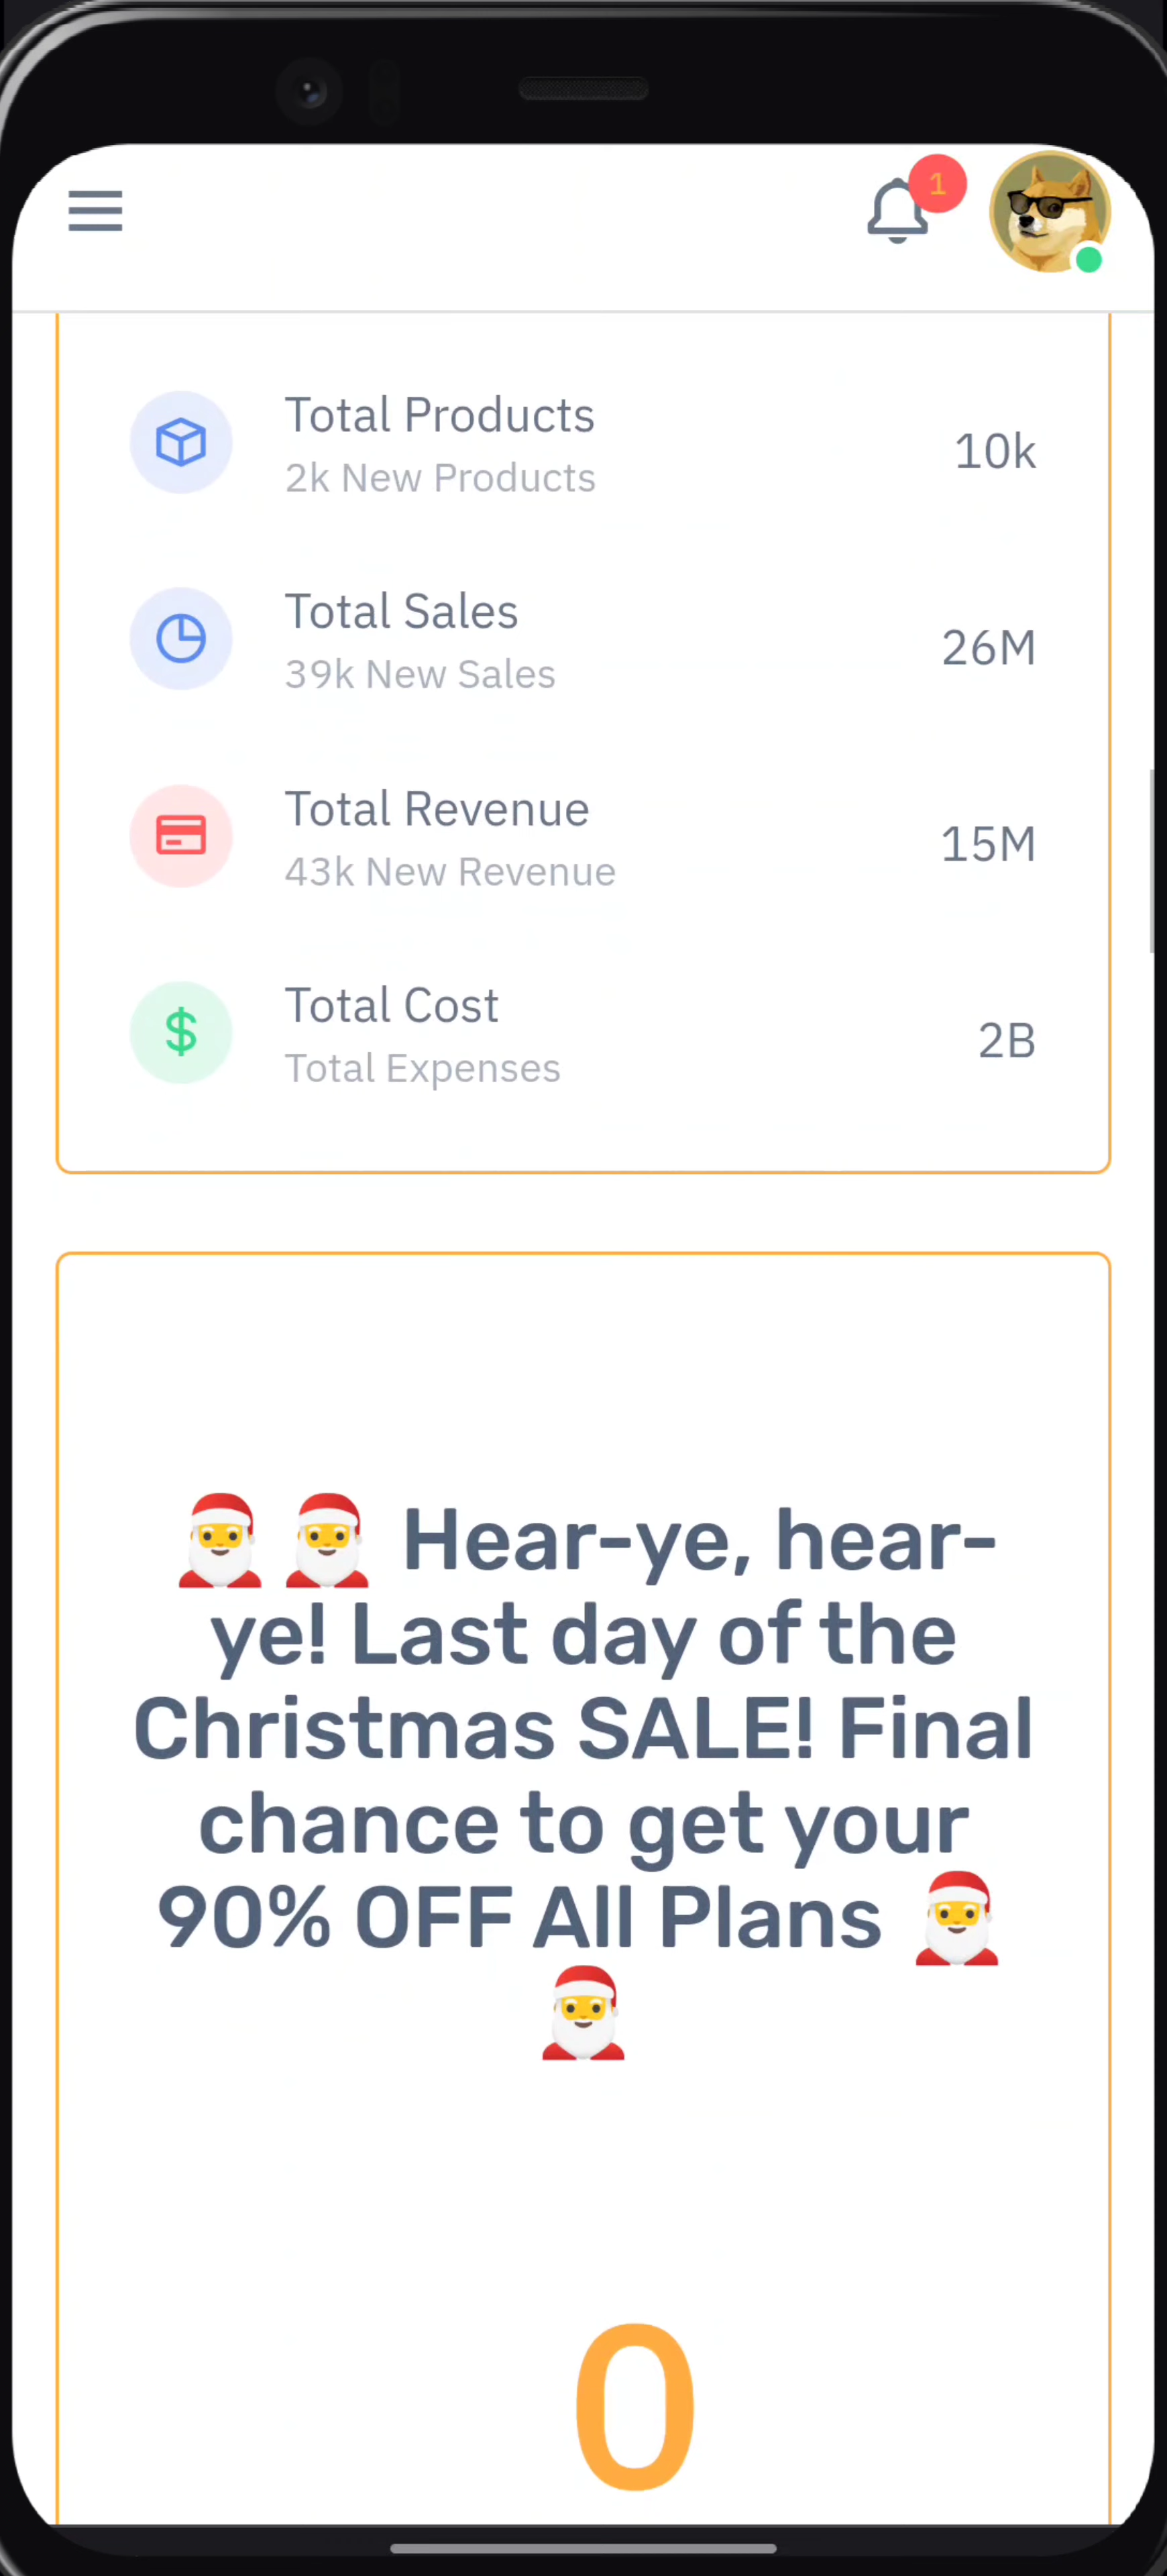 1
Total Products
2k New Products
10k
Total Sales
39k New Sales
26M
Total Revenue
43k New Revenue
15M
Total Cost
Total Expenses
2B
🎅🎅 Hear-ye, hear-
ye! Last day of the
Christmas SALE! Final
chance to get your
90% OFF All Plans 🎅
🎅
0